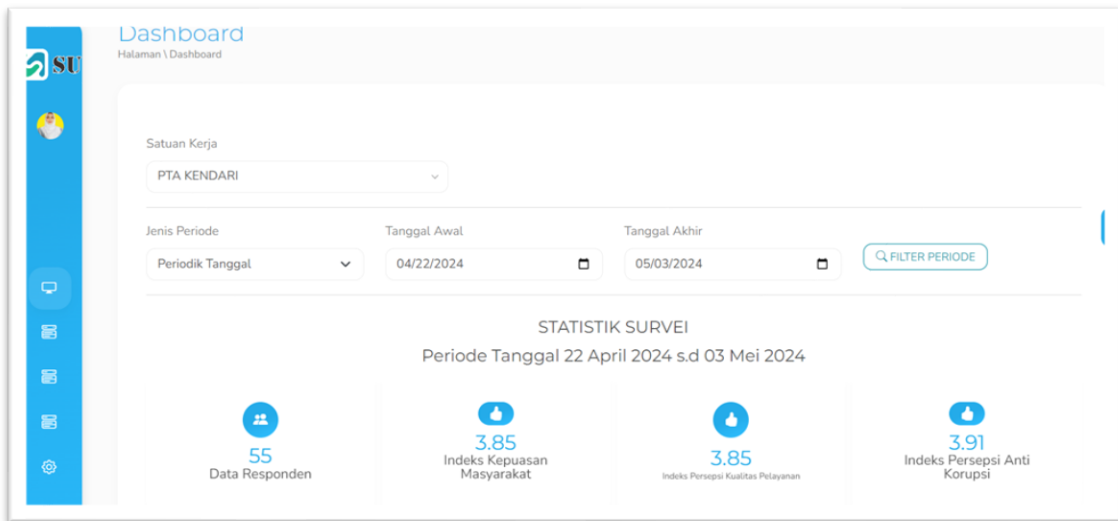 Dashboard
Halaman \ Dashboard
SU
Satuan Kerja
PTA KENDARI
Jenis Periode
Tanggal Awal
Tanggal Akhir
Periodik Tanggal
04/22/2024
05/03/2024
FILTER PERIODE
STATISTIK SURVEI
Periode Tanggal 22 April 2024 s.d 03 Mei 2024
55
Data Responden
3.85
Indeks Kepuasan
Masyarakat
3.85
Indeks Persepsi Kualitas Pelayanan
3.91
Indeks Persepsi Anti
Korupsi